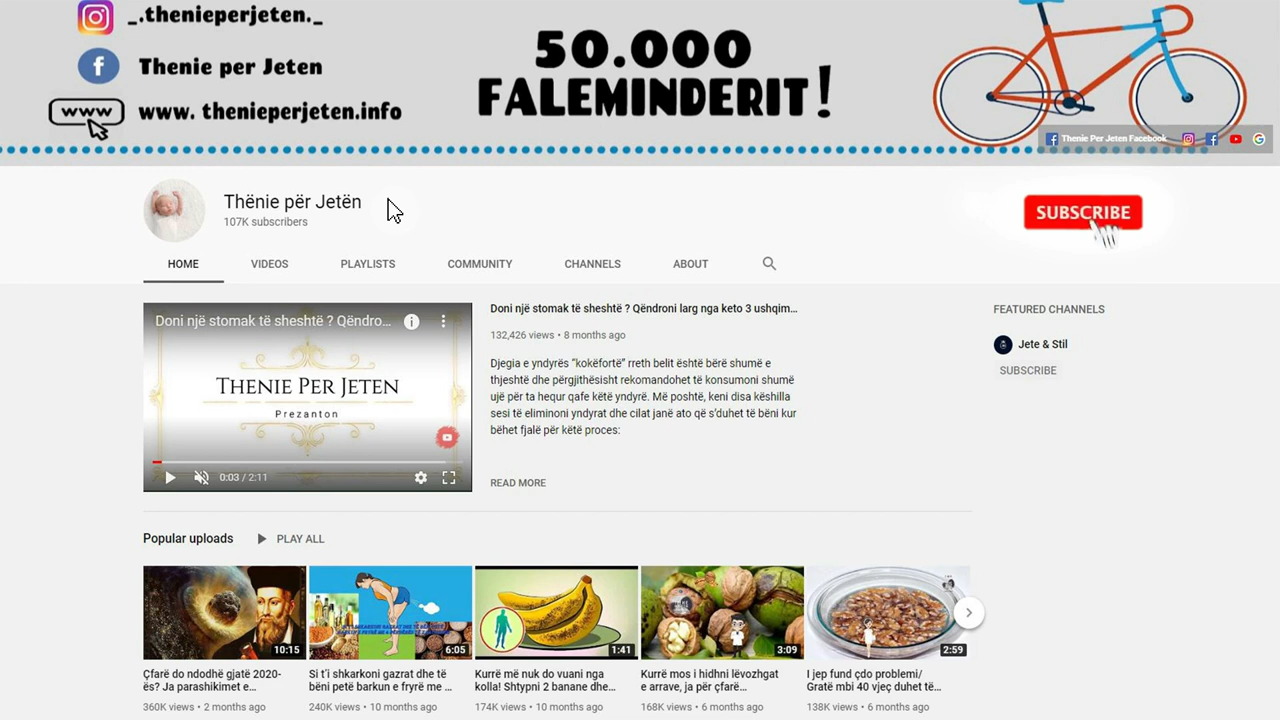 _.thenieperjeten._
Thenie per Jeten
www
www. thenieperjeten.info
50.000
FALEMINDERIT!
Thenie Per Jeten Facebook
Thënie për Jetën
107K subscribers
SUBSCRIBE
HOME
VIDEOS
PLAYLISTS
COMMUNITY
CHANNELS
ABOUT
Doni një stomak të sheshtë ? Qëndro...
THENIE PER JETEN
Prezanton
0:03 / 2:11
Doni një stomak të sheshtë ? Qëndroni larg nga keto 3 ushqim...
132,426 views • 8 months ago
Djegia e yndyrës “kokëfortë” rreth belit është bërë shumë e
thjeshtë dhe përgjithësisht rekomandohet të konsumoni shumë
ujë për ta hequr qafe këtë yndyrë. Më poshtë, keni disa këshilla
sesi të eliminoni yndyrat dhe cilat janë ato që s’duhet të bëni kur
bëhet fjalë për këtë proces:
READ MORE
FEATURED CHANNELS
Jete & Stil
SUBSCRIBE
Popular uploads
PLAY ALL
10:15
6:05
1:41
3:09
2:59
Çfarë do ndodhë gjatë 2020-
ës? Ja parashikimet e...
360K views • 2 months ago
Si t’i shkarkoni gazrat dhe të
bëni petë barkun e fryrë me ...
240K views • 10 months ago
Kurrë më nuk do vuani nga
kolla! Shtypni 2 banane dhe...
174K views • 10 months ago
Kurrë mos i hidhni lëvozhgat
e arrave, ja për çfarë...
168K views • 6 months ago
I jep fund çdo problemi/
Gratë mbi 40 vjeç duhet të...
138K views • 6 months ago